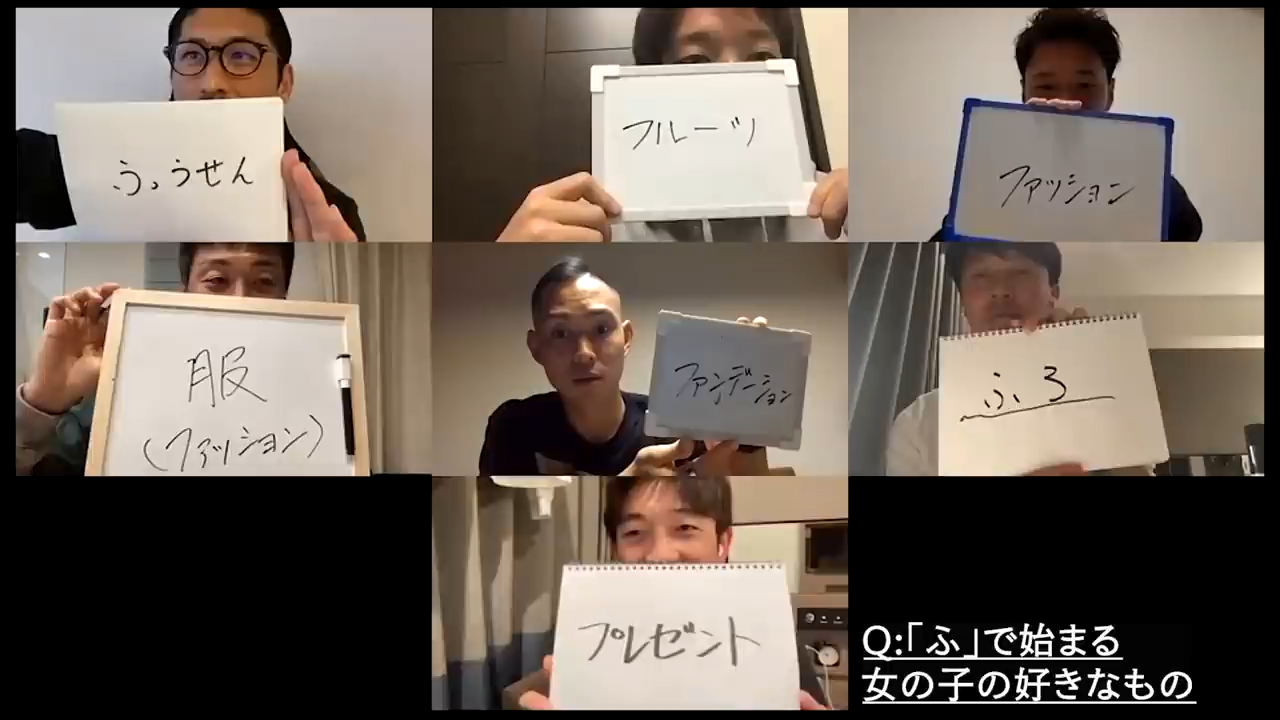 ふうせん
フルーツ
ファッション
服
(ファッション)
ファンデーション
ふろ
プレゼント
Q:「ふ」で始まる
女の子の好きなもの